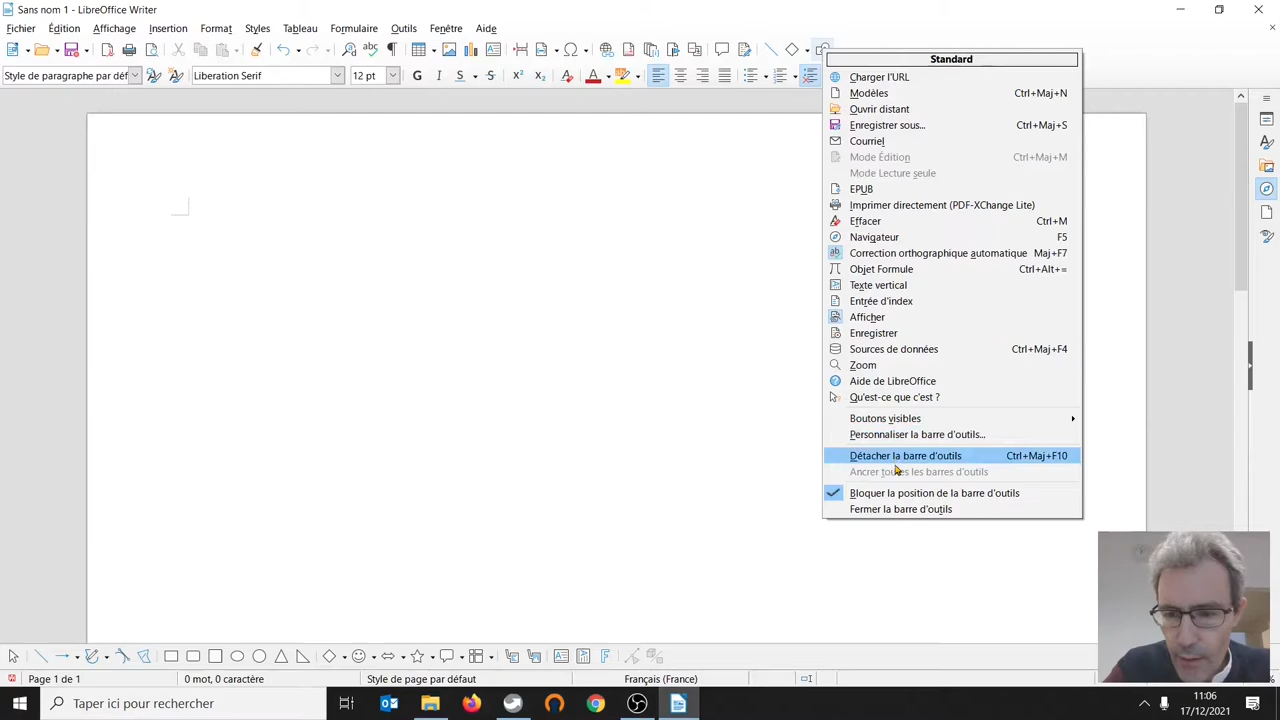 Sans nom 1 - LibreOffice Writer
Fichier Édition Affichage Insertion Format Styles Tableau Formulaire Outils Fenêtre Aide
Style de paragraphe par c Liberation Serif 12 pt G I S S X² X₂ A
Standard
Charger l'URL
Modèles Ctrl+Maj+N
Ouvrir distant
Enregistrer sous... Ctrl+Maj+S
Courriel
Mode Édition Ctrl+Maj+M
Mode Lecture seule
EPUB
Imprimer directement (PDF-XChange Lite)
Effacer Ctrl+M
Navigateur F5
Correction orthographique automatique Maj+F7
Objet Formule Ctrl+Alt+=
Texte vertical
Entrée d'index
Afficher
Enregistrer
Sources de données Ctrl+Maj+F4
Zoom
Aide de LibreOffice
Qu'est-ce que c'est ?
Boutons visibles
Personnaliser la barre d'outils...
Détacher la barre d'outils Ctrl+Maj+F10
Ancrer toutes les barres d'outils
Bloquer la position de la barre d'outils
Fermer la barre d'outils
Page 1 de 1 0 mot, 0 caractère Style de page par défaut Français (France)
Taper ici pour rechercher
11:06
17/12/2021